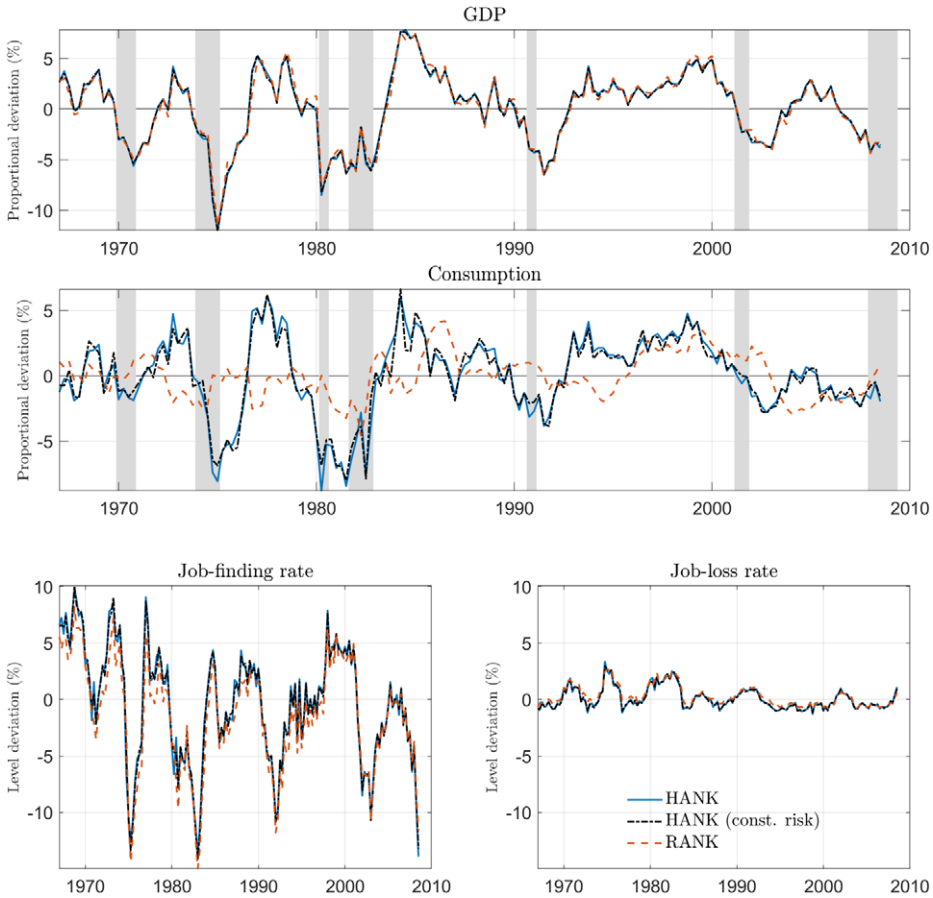 GDP
Proportional deviation (%)
5
0
-5
-10
1970 1980 1990 2000 2010
Consumption
Proportional deviation (%)
5
0
-5
1970 1980 1990 2000 2010
Job-finding rate
Level deviation (%)
10
5
0
-5
-10
1970 1980 1990 2000 2010
Job-loss rate
Level deviation (%)
10
5
0
-5
-10
HANK
HANK (const. risk)
RANK
1970 1980 1990 2000 2010